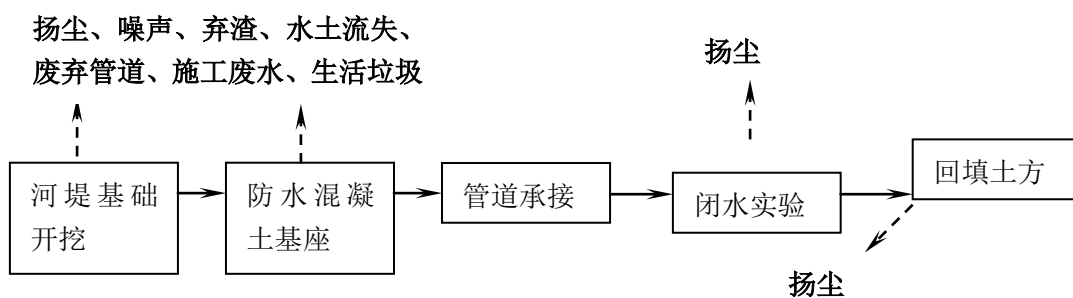 扬尘、噪声、弃渣、水土流失、
废弃管道、施工废水、生活垃圾
扬尘
河堤基础
开挖
防水混凝
土基座
管道承接
闭水实验
回填土方
扬尘